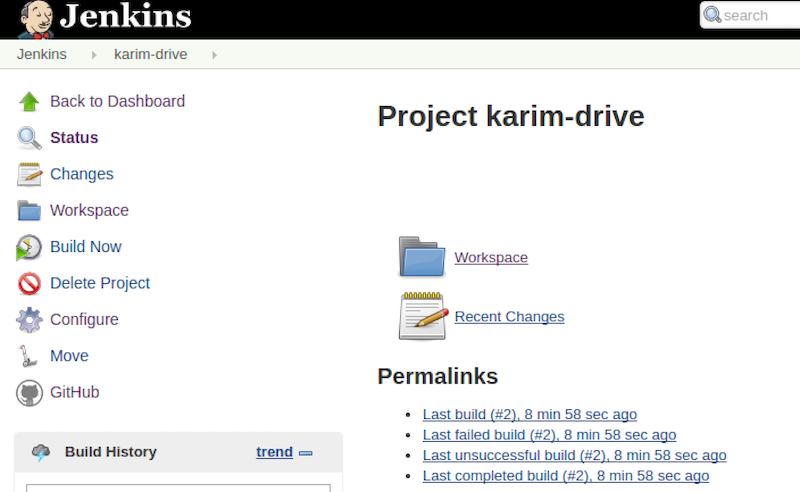 Jenkins
search
Jenkins karim-drive
Back to Dashboard
Status
Changes
Workspace
Build Now
Delete Project
Configure
Move
GitHub
Build History trend
Project karim-drive
Workspace
Recent Changes
Permalinks
Last build (#2), 8 min 58 sec ago
Last failed build (#2), 8 min 58 sec ago
Last unsuccessful build (#2), 8 min 58 sec ago
Last completed build (#2), 8 min 58 sec ago